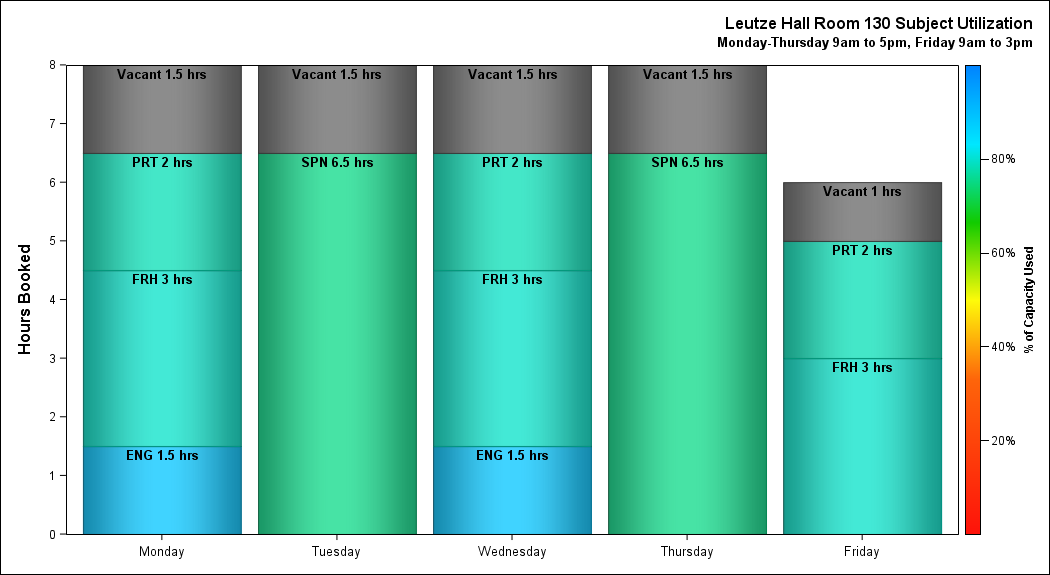 Leutze Hall Room 130 Subject Utilization
Monday-Thursday 9am to 5pm, Friday 9am to 3pm
Hours Booked
8
7
6
5
4
3
2
1
0
Vacant 1.5 hrs
PRT 2 hrs
FRH 3 hrs
ENG 1.5 hrs
Monday
Vacant 1.5 hrs
SPN 6.5 hrs
Tuesday
Vacant 1.5 hrs
PRT 2 hrs
FRH 3 hrs
ENG 1.5 hrs
Wednesday
Vacant 1.5 hrs
SPN 6.5 hrs
Thursday
Vacant 1 hrs
PRT 2 hrs
FRH 3 hrs
Friday
80%
60%
40%
20%
% of Capacity Used